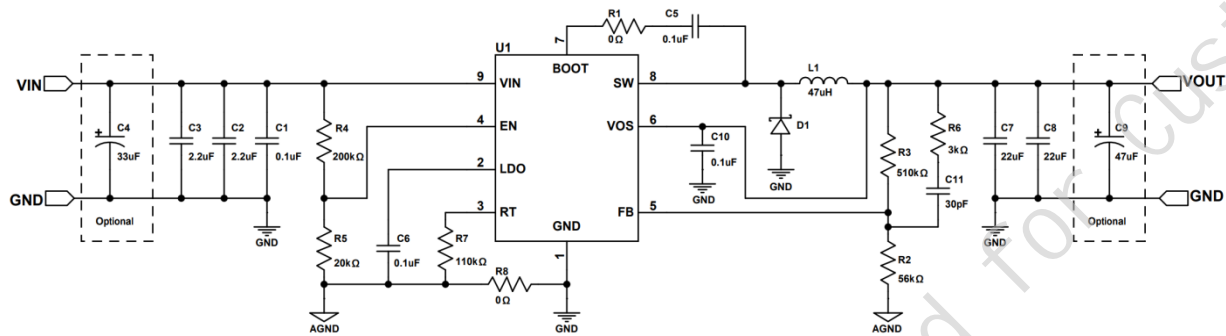 R1
0Ω
C5
0.1uF
7
U1
BOOT
VIN
9
VIN
SW
8
L1
47uH
VOUT
C4
33uF
C3
2.2uF
C2
2.2uF
C1
0.1uF
R4
200kΩ
4
EN
VOS
6
C10
0.1uF
GND
D1
GND
R3
510kΩ
R6
3kΩ
C11
30pF
C7
22uF
C8
22uF
C9
47uF
2
LDO
GND
Optional
GND
3
RT
FB
5
GND
GND
Optional
R5
20kΩ
C6
0.1uF
R7
110kΩ
R8
0Ω
GND
1
R2
56kΩ
AGND
GND
AGND
d for cus